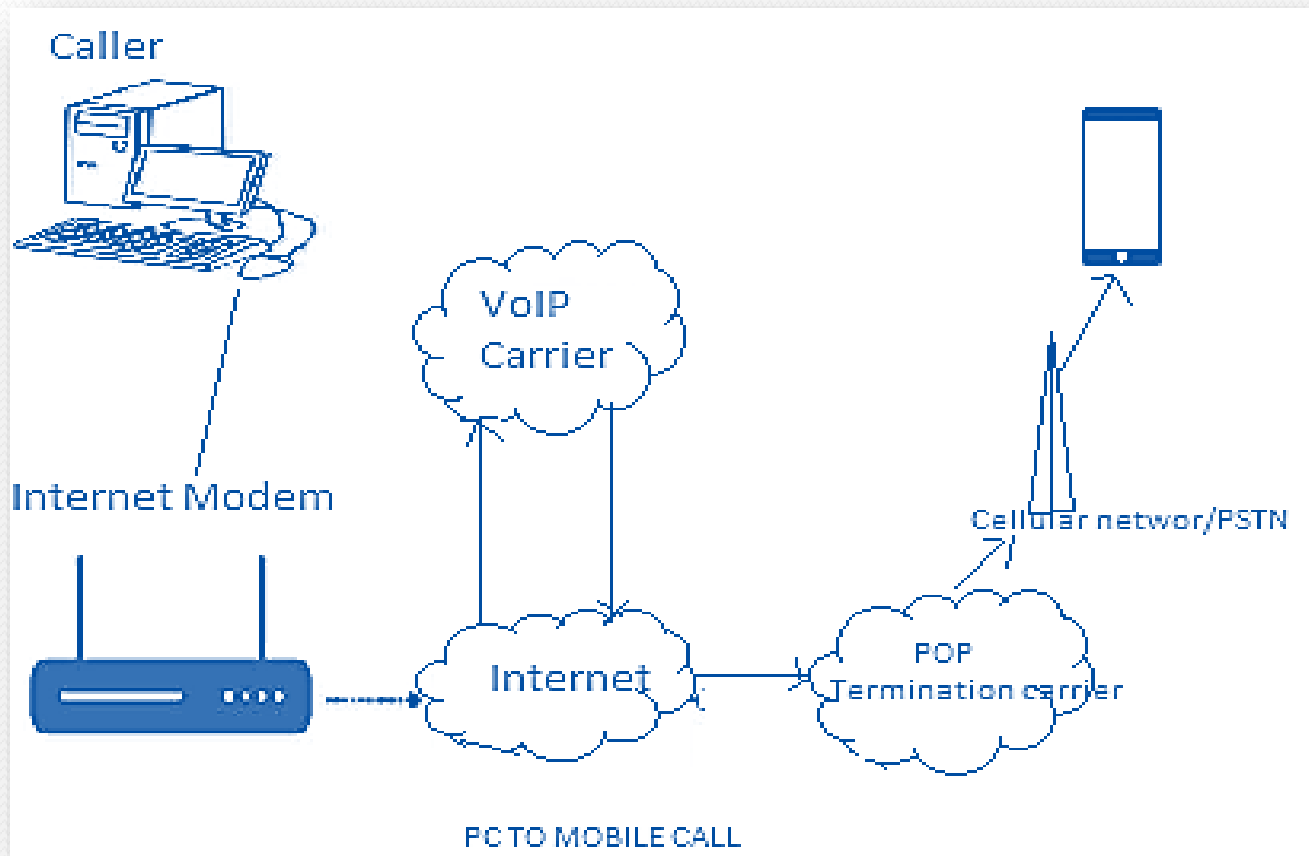 Caller
VoIP
Carrier
Internet Modem
Cellular networ/PSTN
Internet
POP
Termination carrier
PC TO MOBILE CALL